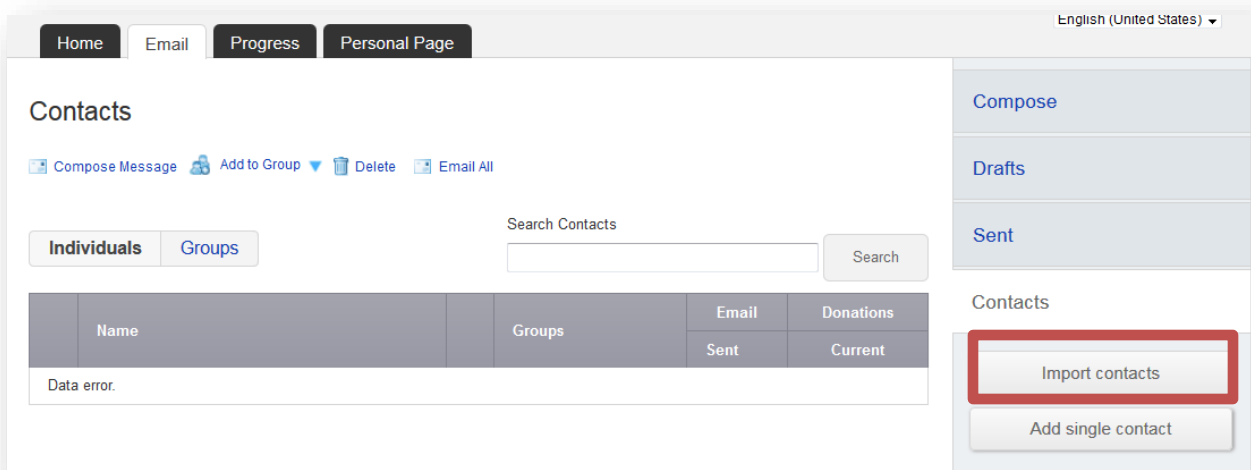 English (United States)
Home Email Progress Personal Page
Contacts
Compose Message Add to Group Delete Email All
Search Contacts
Individuals Groups
Search
Name Groups Email Donations
Sent Current
Data error.
Compose
Drafts
Sent
Contacts
Import contacts
Add single contact